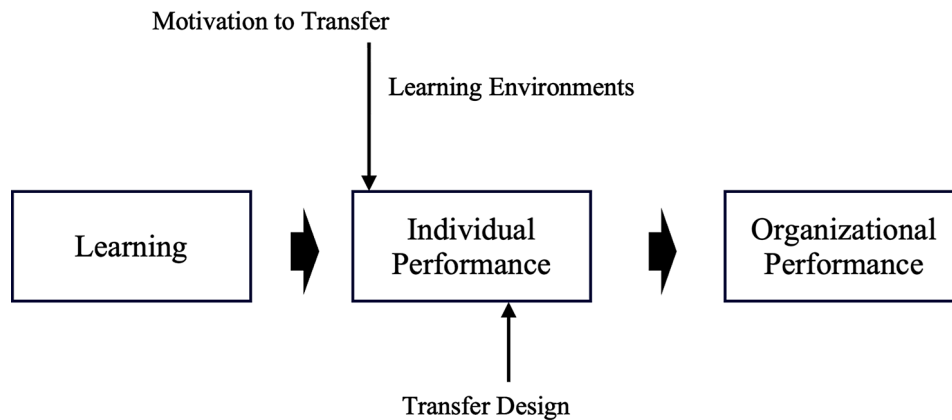 Motivation to Transfer
Learning Environments
Learning
Individual
Performance
Organizational
Performance
Transfer Design